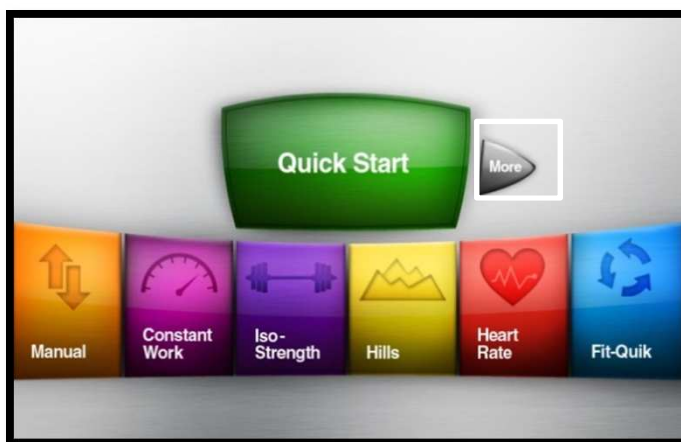 Quick Start
More
Manual
Constant
Work
Iso-
Strength
Hills
Heart
Rate
Fit-Quik